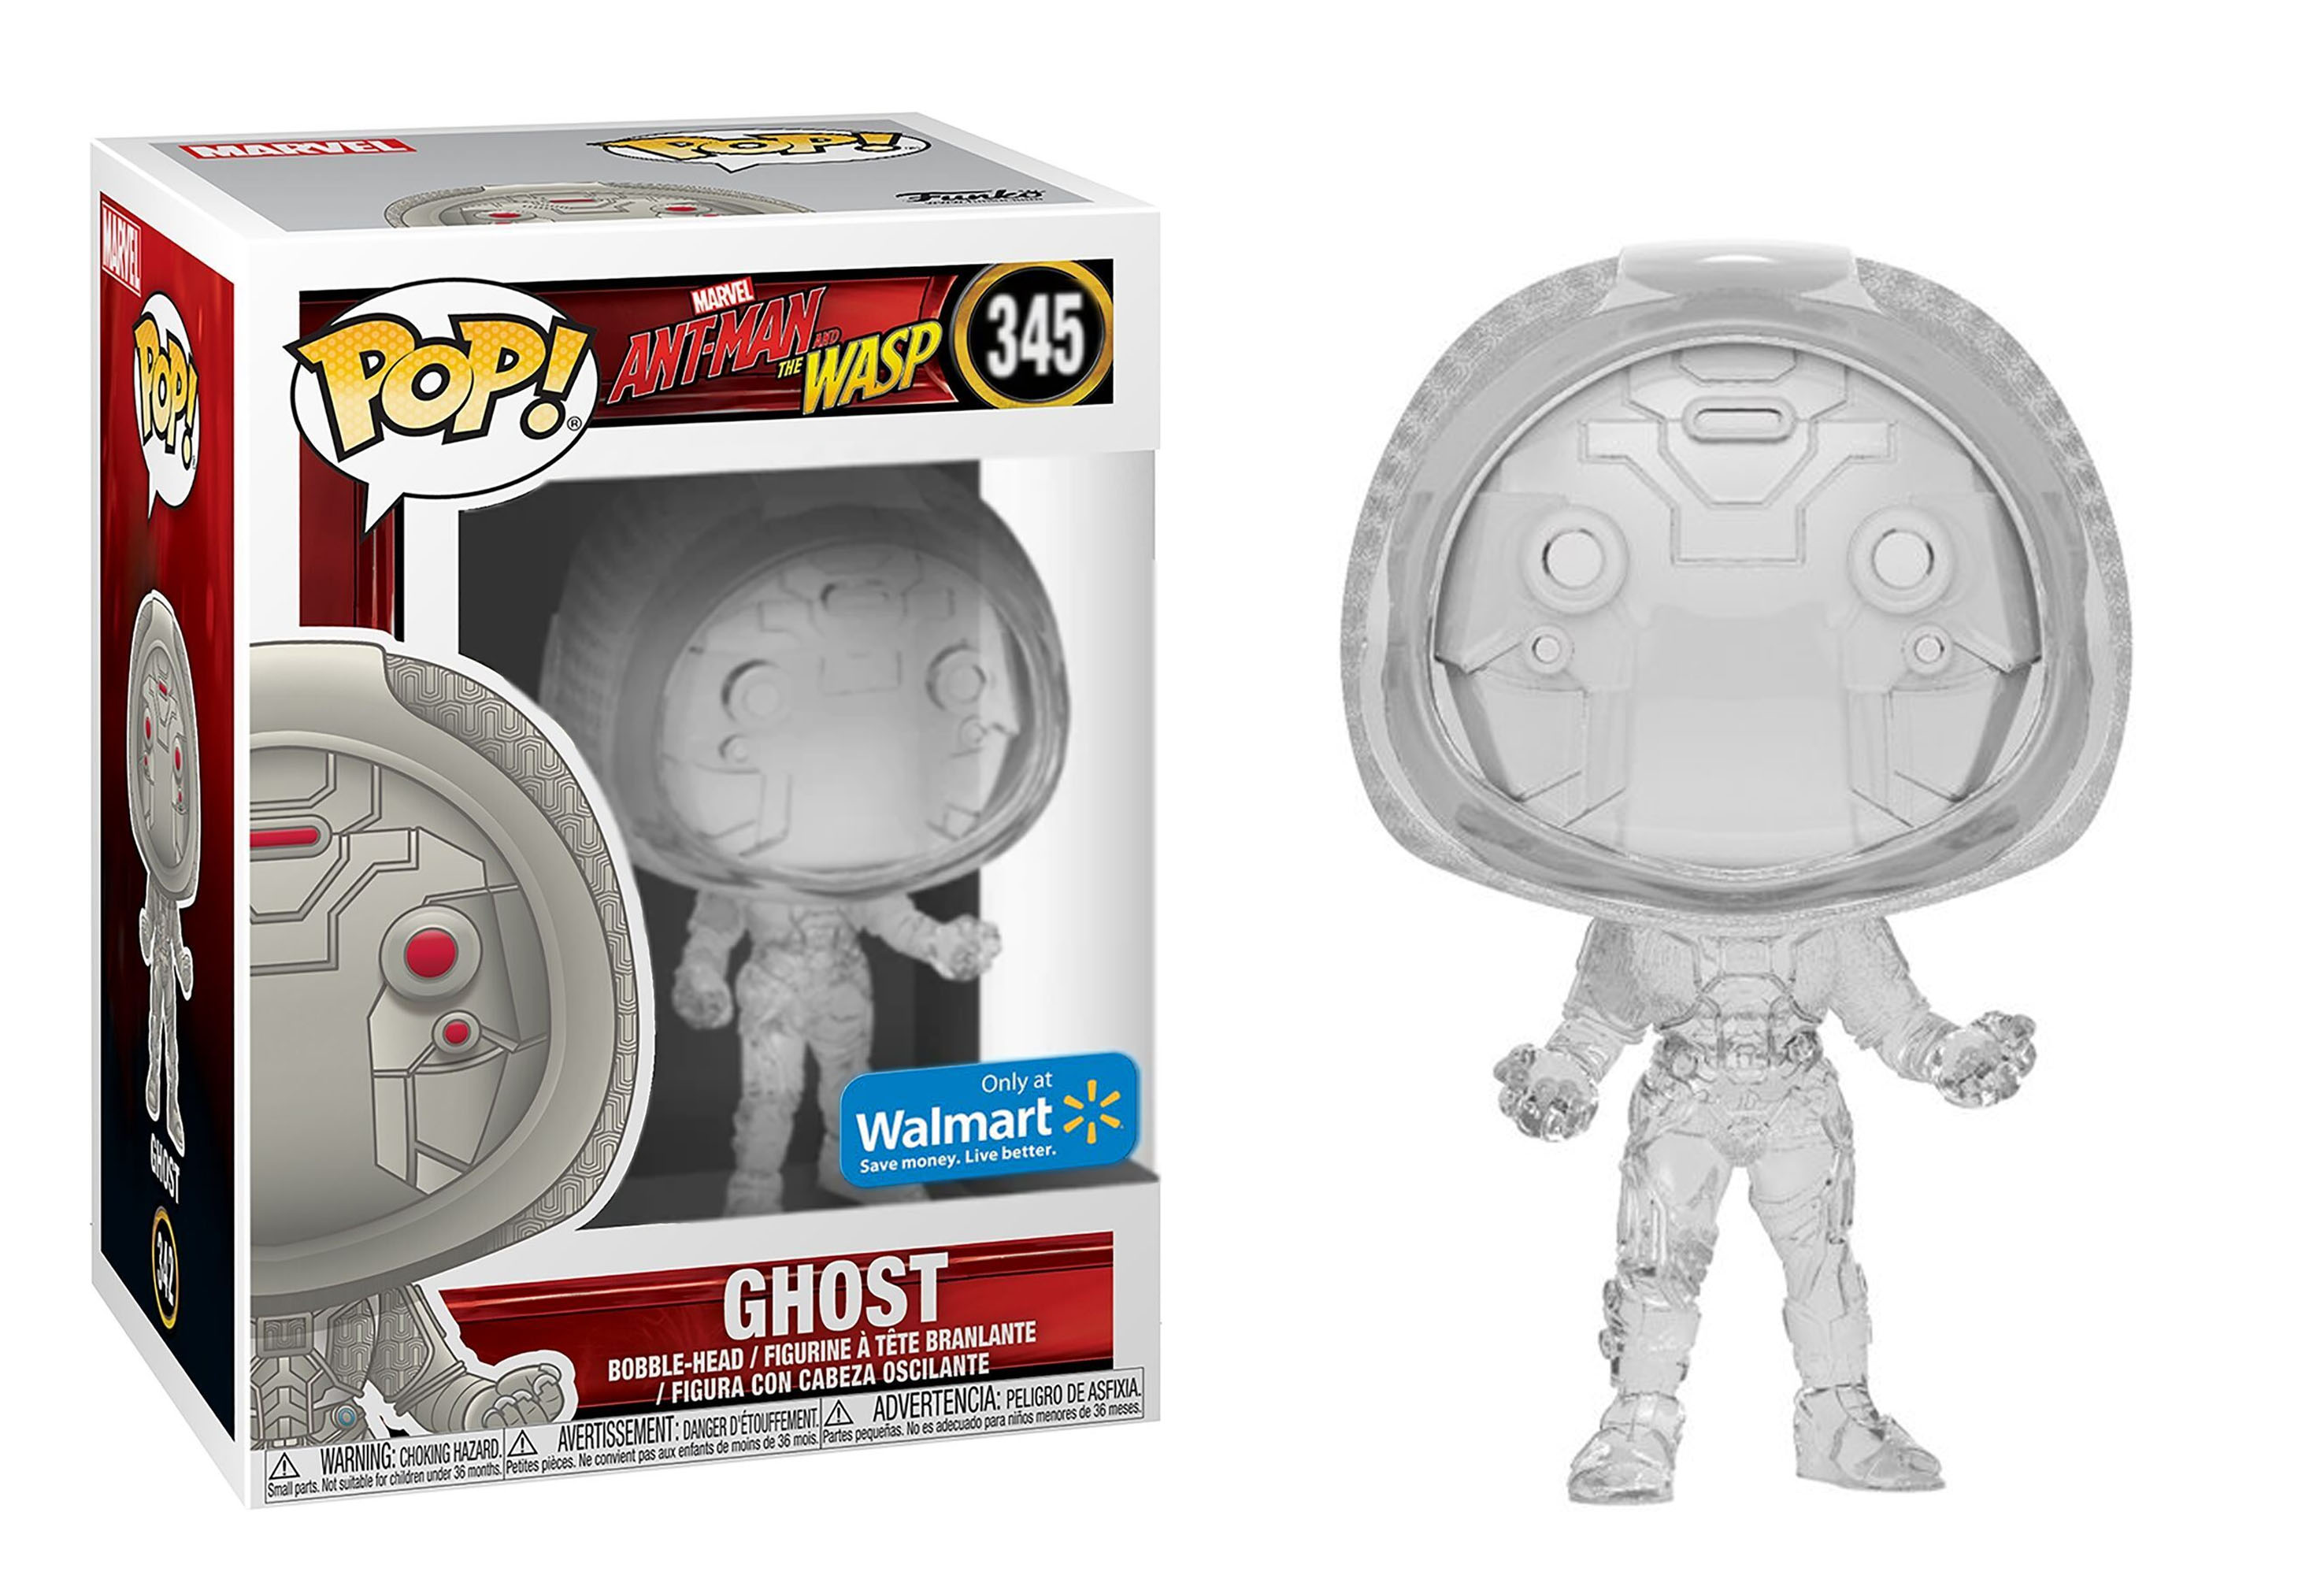 MARVEL
POP!
Funko
MARVEL
POP!
GHOST
342
POP!®
MARVEL
ANT-MAN AND
THE WASP
345
Only at
Walmart
Save money. Live better.
GHOST
BOBBLE-HEAD / FIGURINE À TÊTE BRANLANTE
/ FIGURA CON CABEZA OSCILANTE
WARNING: CHOKING HAZARD.
Small parts. Not suitable for children under 36 months.
AVERTISSEMENT: DANGER D'ÉTOUFFEMENT.
Petites pièces. Ne convient pas aux enfants de moins de 36 mois.
ADVERTENCIA: PELIGRO DE ASFIXIA.
Partes pequeñas. No es adecuado para niños menores de 36 meses.